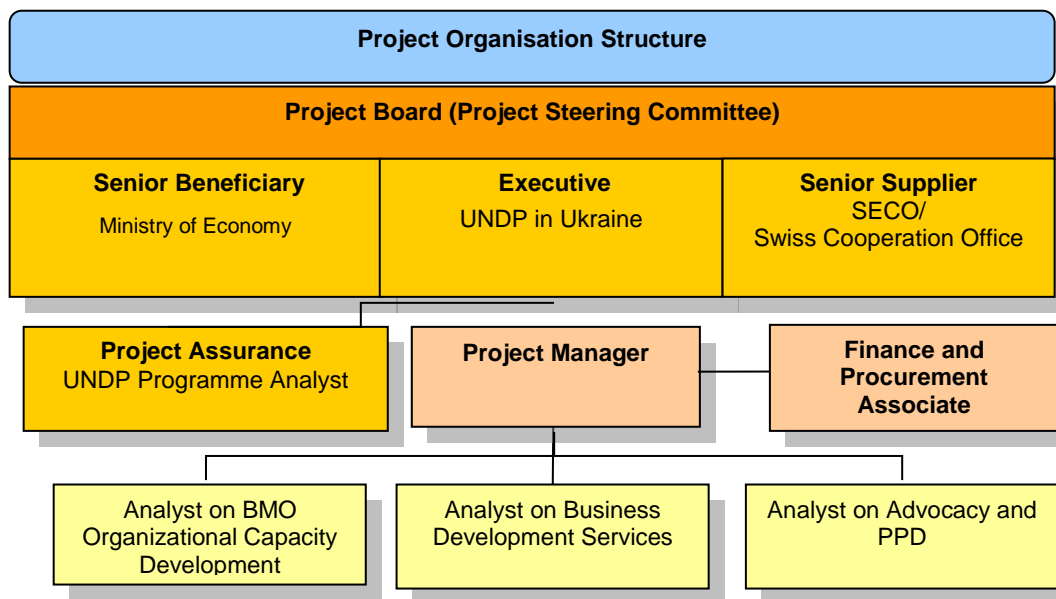 Project Organisation Structure
Project Board (Project Steering Committee)
Senior Beneficiary
Ministry of Economy
Executive
UNDP in Ukraine
Senior Supplier
SECO/
Swiss Cooperation Office
Project Assurance
UNDP Programme Analyst
Project Manager
Finance and
Procurement
Associate
Analyst on BMO
Organizational Capacity
Development
Analyst on Business
Development Services
Analyst on Advocacy and
PPD